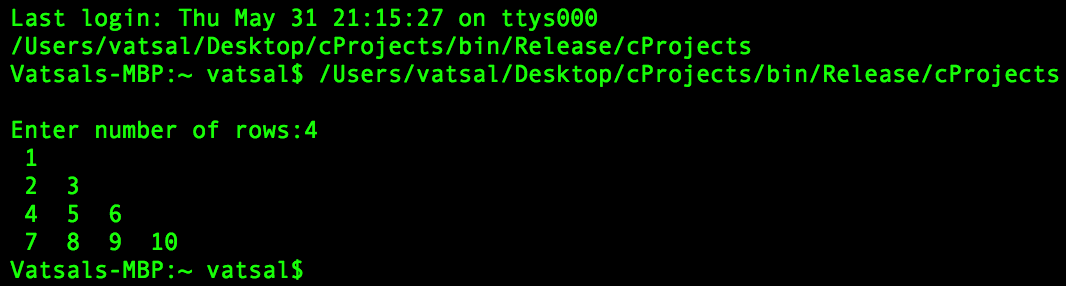 Last login: Thu May 31 21:15:27 on ttys000
/Users/vatsal/Desktop/cProjects/bin/Release/cProjects
Vatsals-MBP:~ vatsal$ /Users/vatsal/Desktop/cProjects/bin/Release/cProjects
Enter number of rows:4
 1
 2  3
 4  5  6
 7  8  9  10
Vatsals-MBP:~ vatsal$